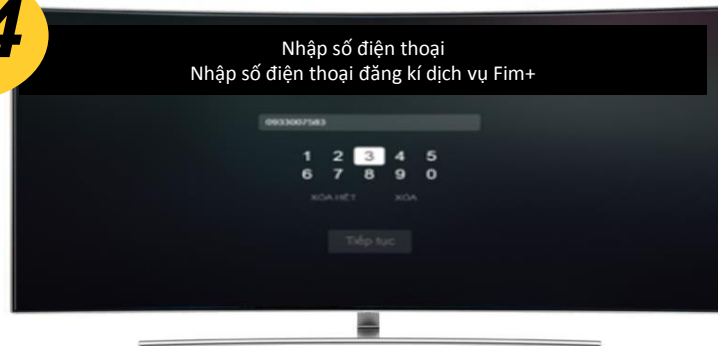 4
Nhập số điện thoại
Nhập số điện thoại đăng kí dịch vụ Fim+
0933007583
1 2 3 4 5
6 7 8 9 0
XÓA HẾT XÓA
Tiếp tục